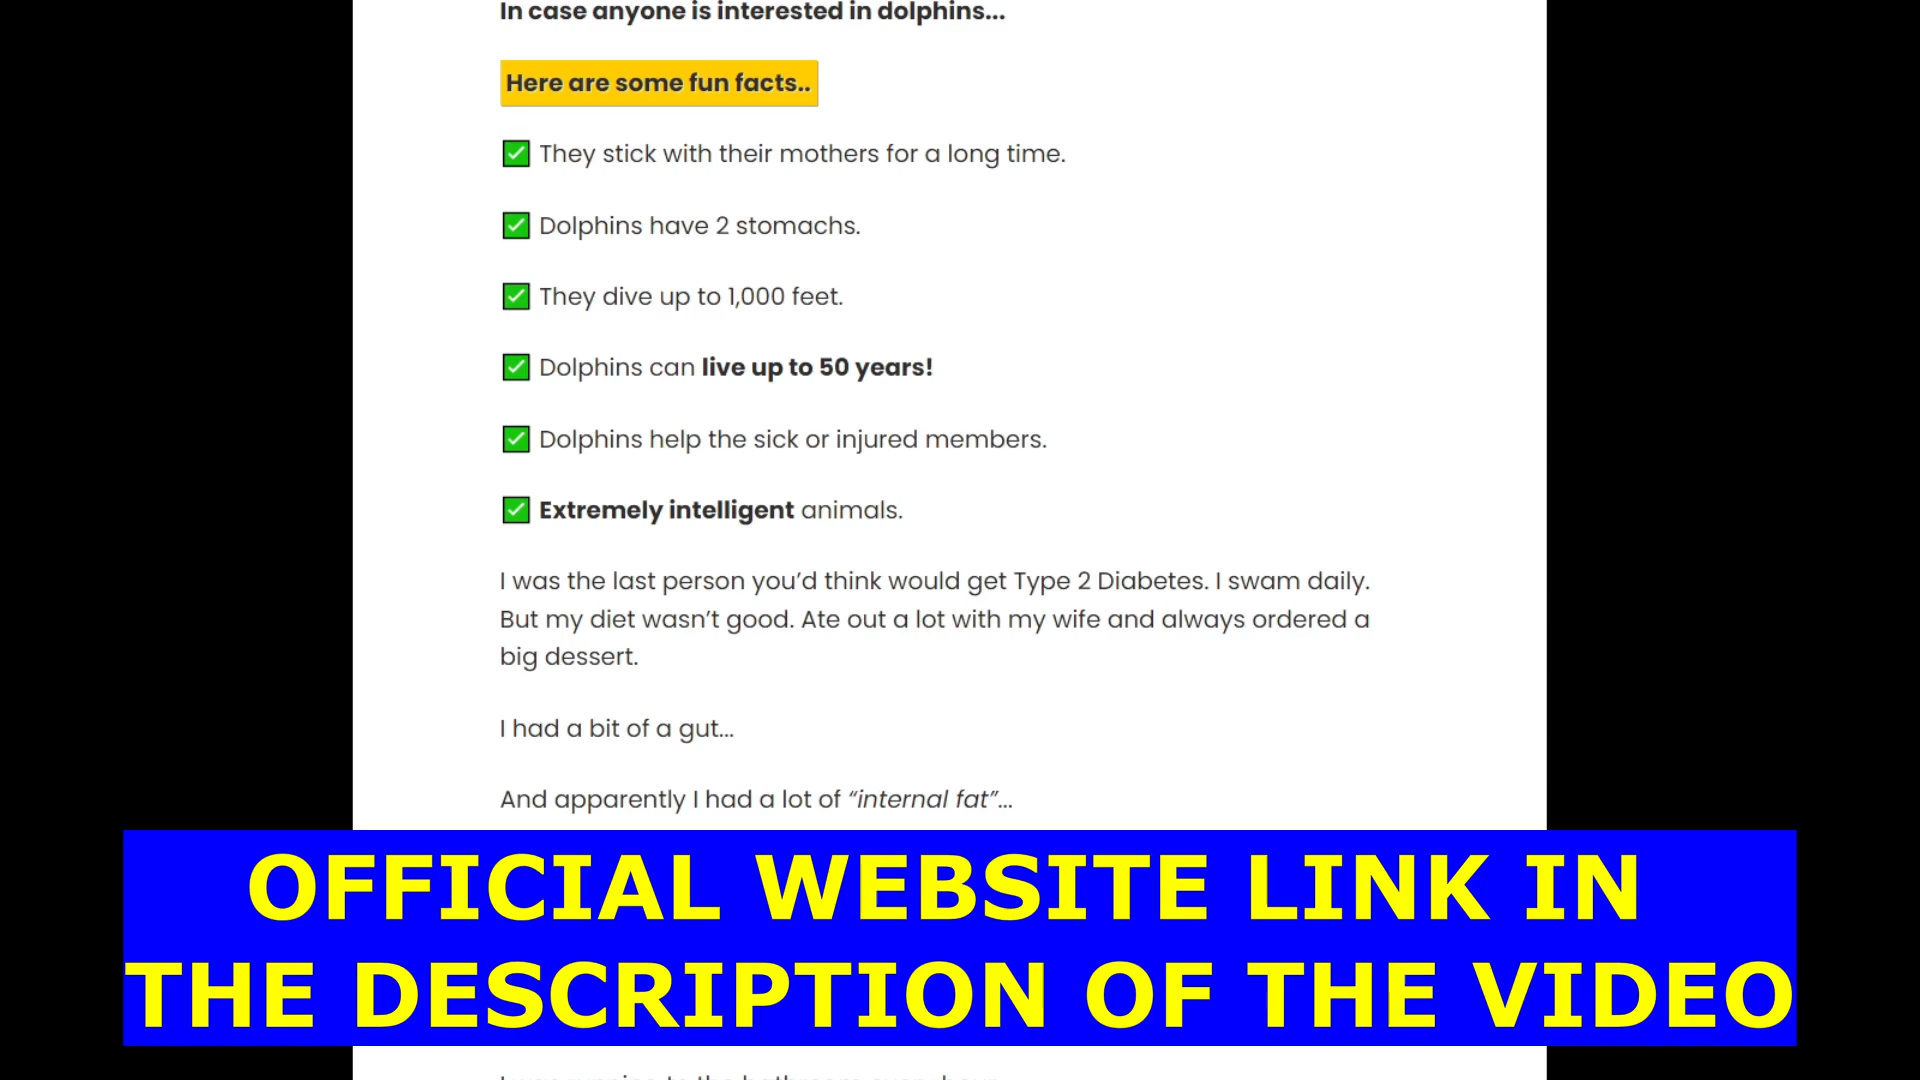 In case anyone is interested in dolphins...
Here are some fun facts..
✅ They stick with their mothers for a long time.
✅ Dolphins have 2 stomachs.
✅ They dive up to 1,000 feet.
✅ Dolphins can live up to 50 years!
✅ Dolphins help the sick or injured members.
✅ Extremely intelligent animals.
I was the last person you’d think would get Type 2 Diabetes. I swam daily.
But my diet wasn’t good. Ate out a lot with my wife and always ordered a
big dessert.
I had a bit of a gut...
And apparently I had a lot of “internal fat”...
OFFICIAL WEBSITE LINK IN
THE DESCRIPTION OF THE VIDEO